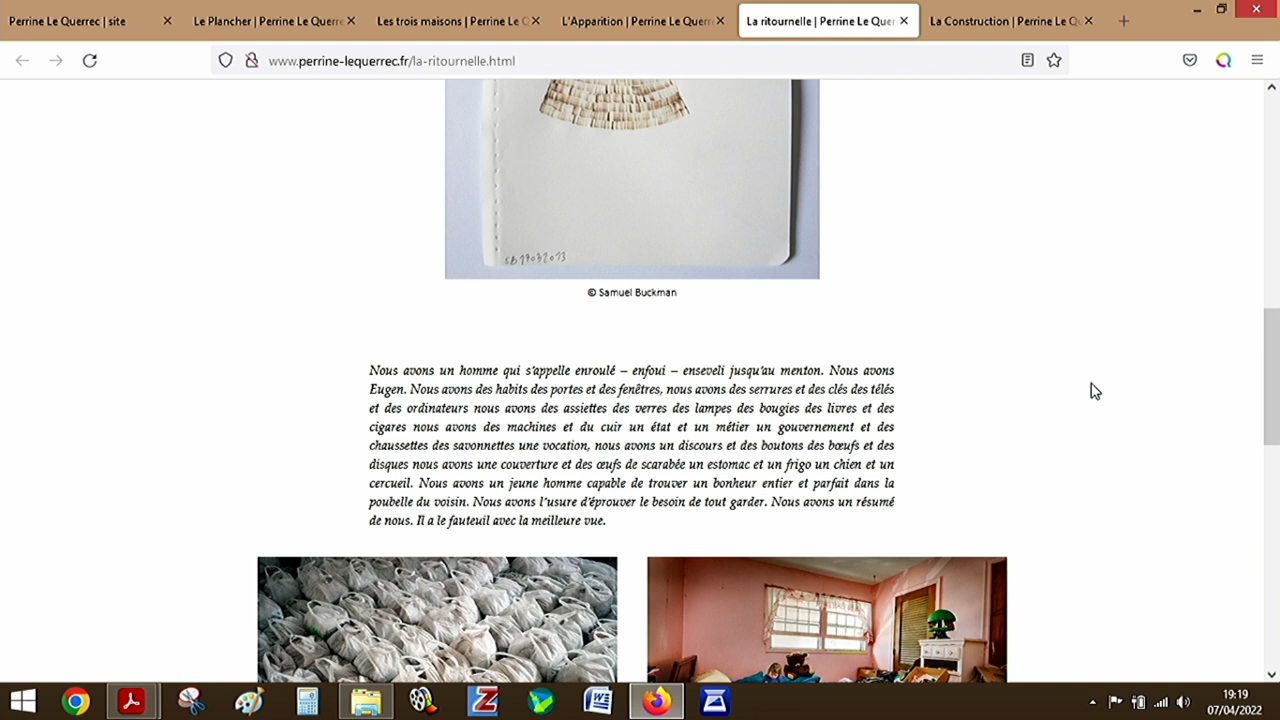 Perrine Le Querrec | site
Le Plancher | Perrine Le Querre
Les trois maisons | Perrine Le Q
L'Apparition | Perrine Le Querr
La ritournelle | Perrine Le Quer
La Construction | Perrine Le Qu
www.perrine-lequerrec.fr/la-ritournelle.html
SB19032013
© Samuel Buckman
Nous avons un homme qui s'appelle enroulé – enfoui – enseveli jusqu'au menton. Nous avons
Eugen. Nous avons des habits des portes et des fenêtres, nous avons des serrures et des clés des télés
et des ordinateurs nous avons des assiettes des verres des lampes des bougies des livres et des
cigares nous avons des machines et du cuir un état et un métier un gouvernement et des
chaussettes des savonnettes une vocation, nous avons un discours et des boutons des bœufs et des
disques nous avons une couverture et des œufs de scarabée un estomac et un frigo un chien et un
cercueil. Nous avons un jeune homme capable de trouver un bonheur entier et parfait dans la
poubelle du voisin. Nous avons l'usure d'éprouver le besoin de tout garder. Nous avons un résumé
de nous. Il a le fauteuil avec la meilleure vue.
19:19
07/04/2022